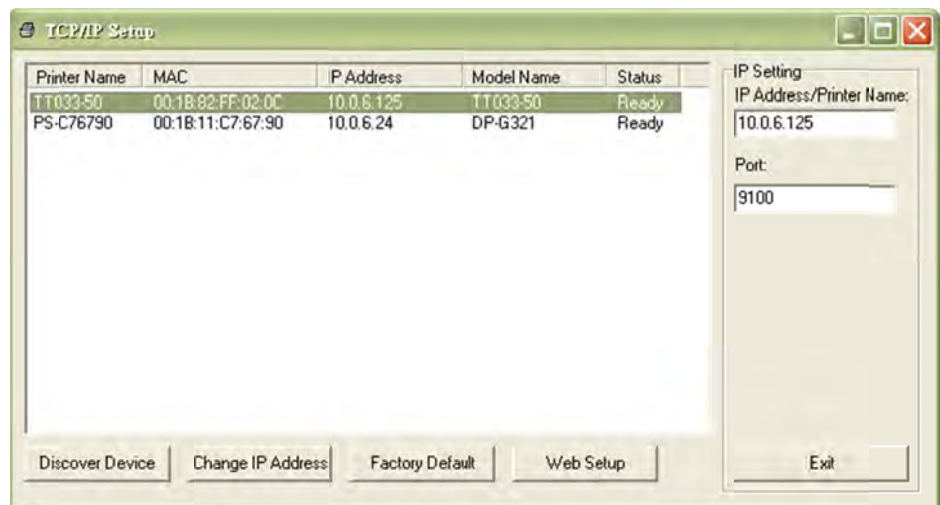 TCP/IP Setup
Printer Name MAC IP Address Model Name Status
TT033-50 00:1B:82:FF:02:0C 10.0.6.125 TT033-50 Ready
PS-C76790 00:1B:11:C7:67:90 10.0.6.24 DP-G321 Ready
IP Setting
IP Address/Printer Name:
10.0.6.125
Port:
9100
Discover Device Change IP Address Factory Default Web Setup Exit